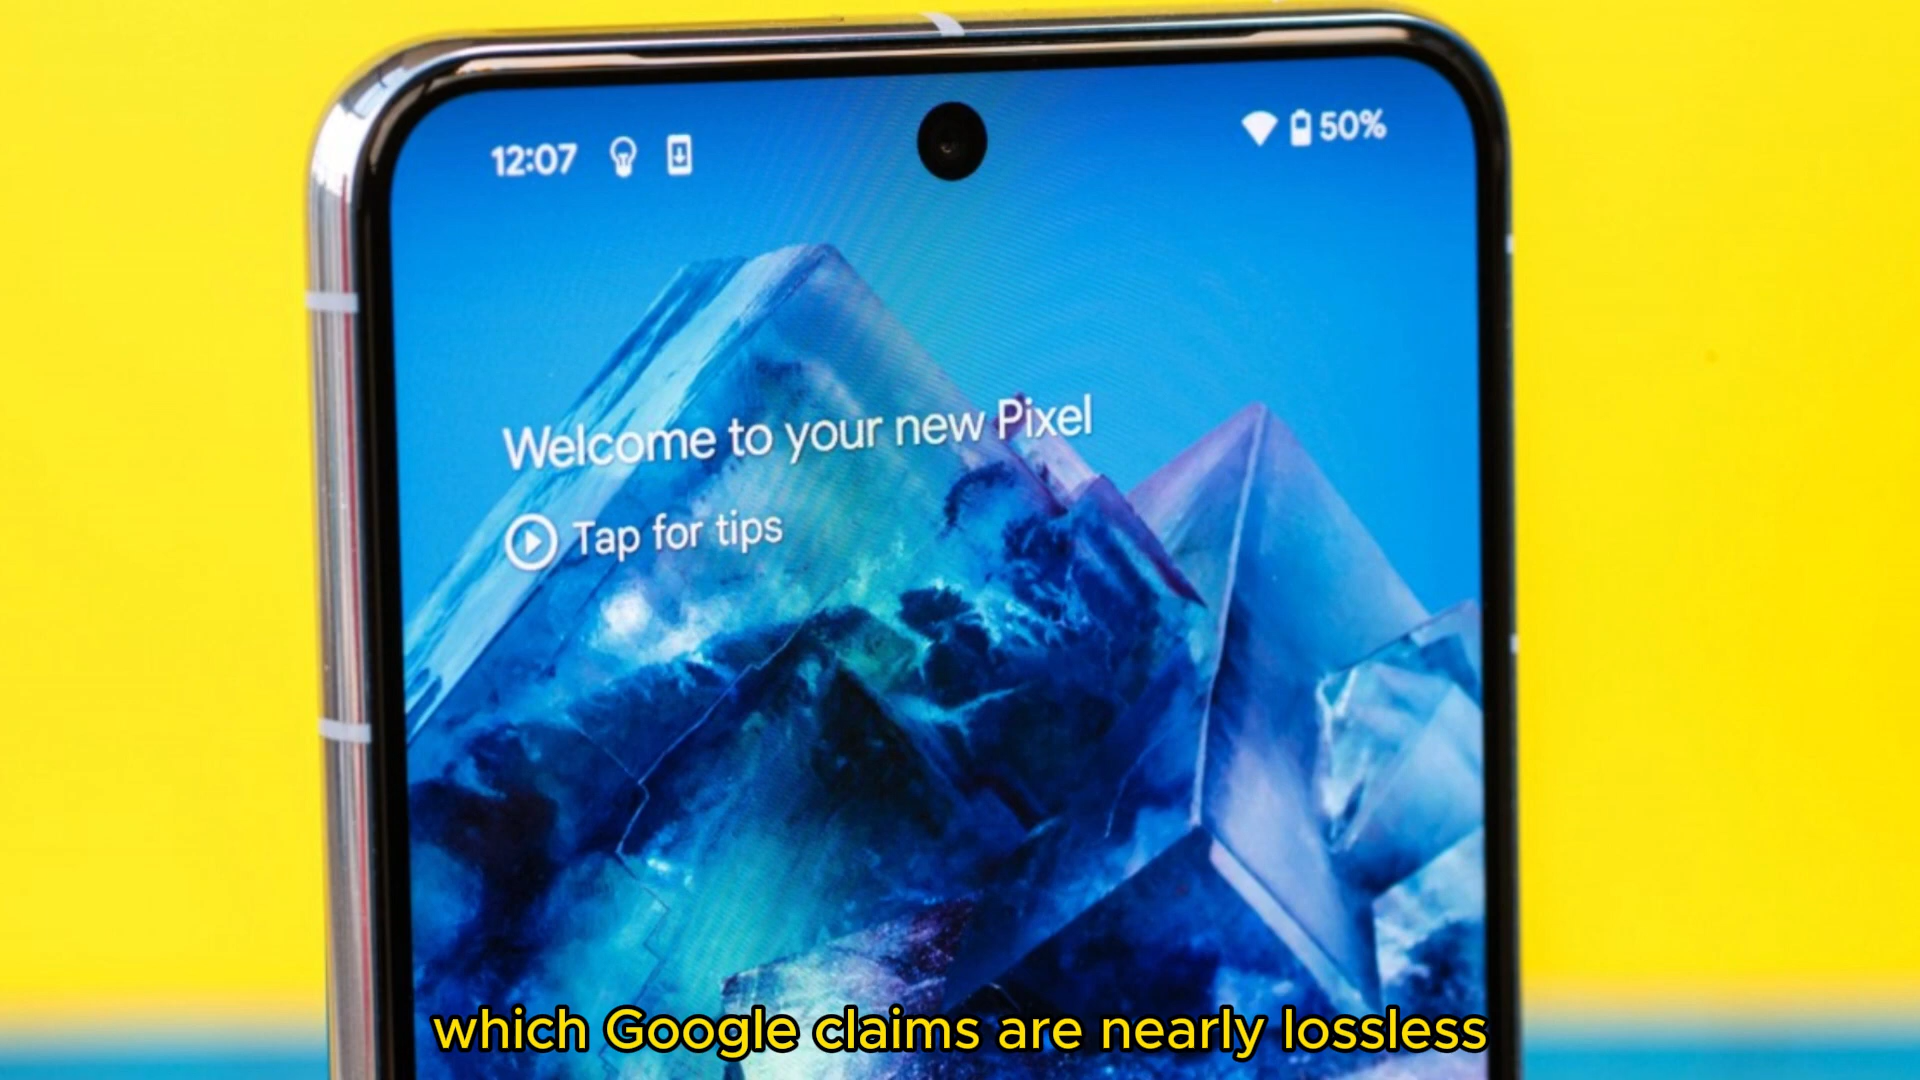 12:07
50%
Welcome to your new Pixel
Tap for tips
which Google claims are nearly lossless